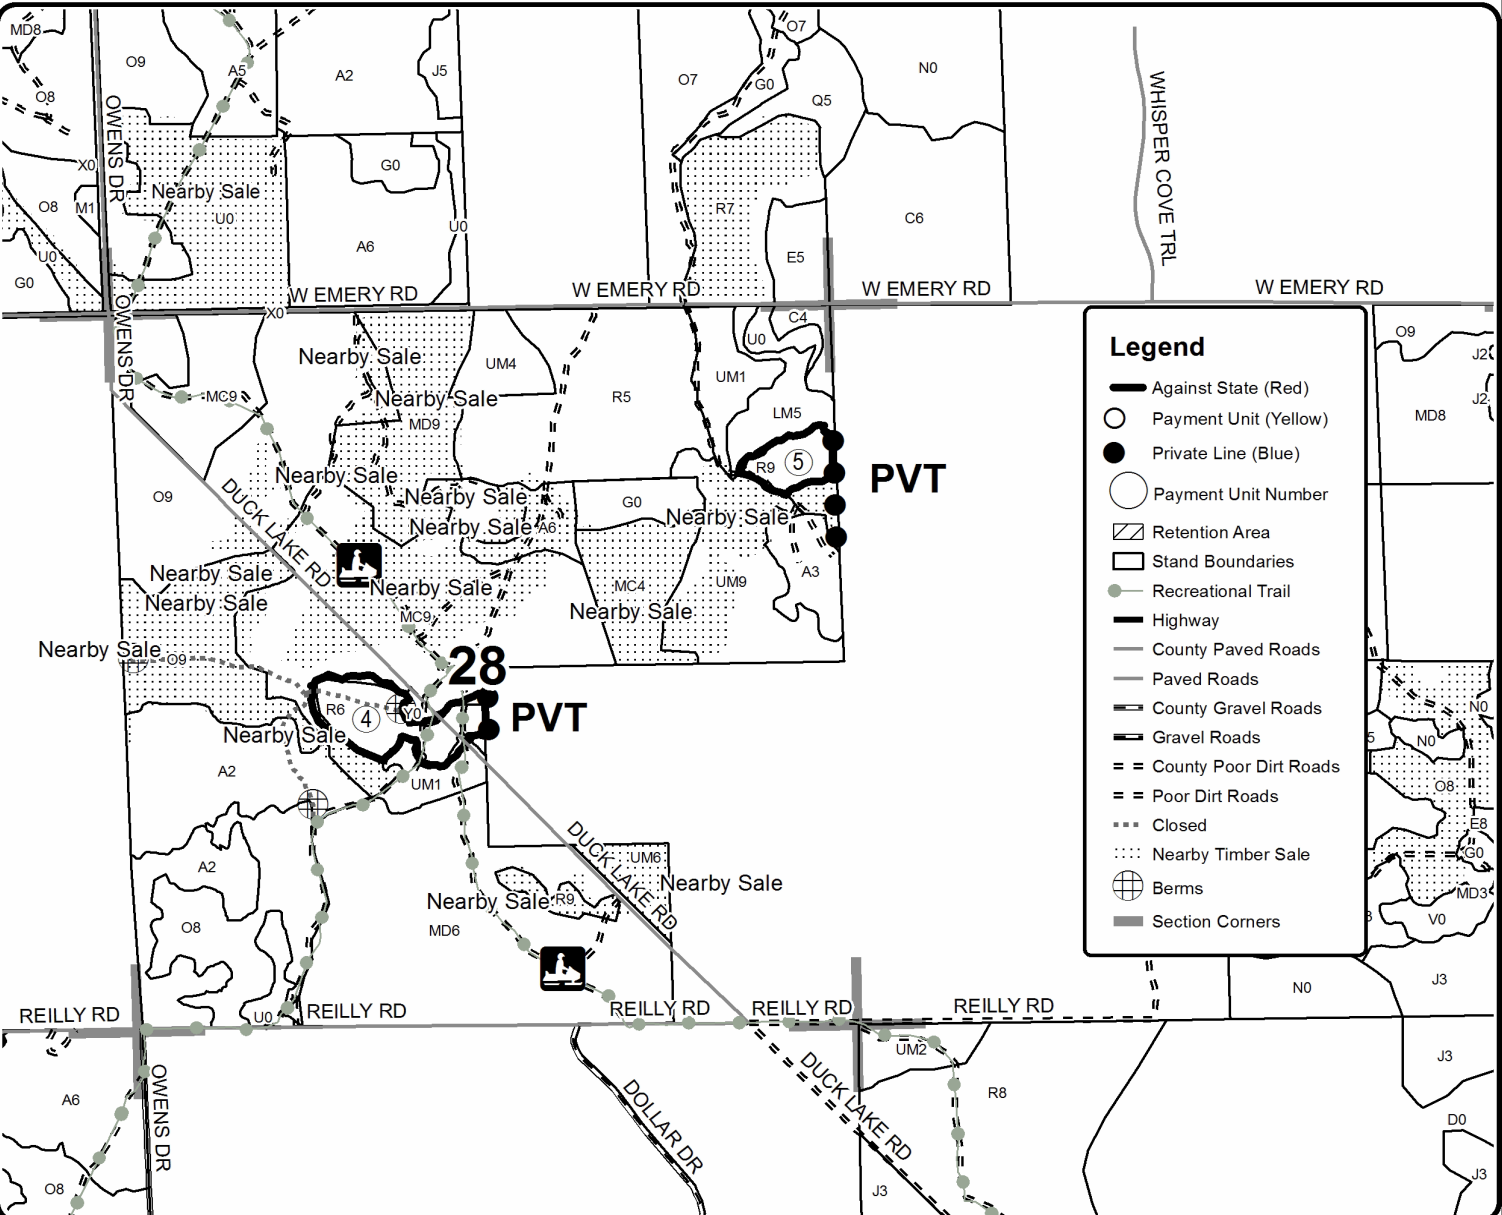 MD8
O9
A5
A2
J5
O7
O7
G0
Q5
N0
O8
OWENS DR
WHISPER COVE TRL
X0
G0
O8
M1
Nearby Sale
U0
U0
R7
C6
A6
U0
E5
G0
W EMERY RD
W EMERY RD
W EMERY RD
W EMERY RD
OWENS DR
X0
C4
U0
Nearby Sale
UM4
UM1
O9
J2
MC9
Nearby Sale
R5
J2
MD9
LM5
MD8
R9
5
PVT
Nearby Sale
O9
DUCK LAKE RD
Nearby Sale
G0
Nearby Sale
Nearby Sale
A6
Nearby Sale
Nearby Sale
Nearby Sale
MC4
UM9
A3
Nearby Sale
Nearby Sale
MC9
Nearby Sale
O9
28
R6
4
Y0
PVT
Nearby Sale
A2
UM1
Legend
Against State (Red)
Payment Unit (Yellow)
Private Line (Blue)
Payment Unit Number
Retention Area
Stand Boundaries
Recreational Trail
Highway
County Paved Roads
Paved Roads
County Gravel Roads
Gravel Roads
County Poor Dirt Roads
Poor Dirt Roads
Closed
Nearby Timber Sale
Berms
Section Corners
N0
5
N0
O8
E8
G0
MD3
V0
J3
N0
DUCK LAKE RD
UM6
A2
Nearby Sale
Nearby Sale
R9
O8
MD6
REILLY RD
U0
REILLY RD
REILLY RD
REILLY RD
REILLY RD
UM2
J3
OWENS DR
A6
DOLLAR DR
DUCK LAKE RD
R8
D0
O8
J3
J3